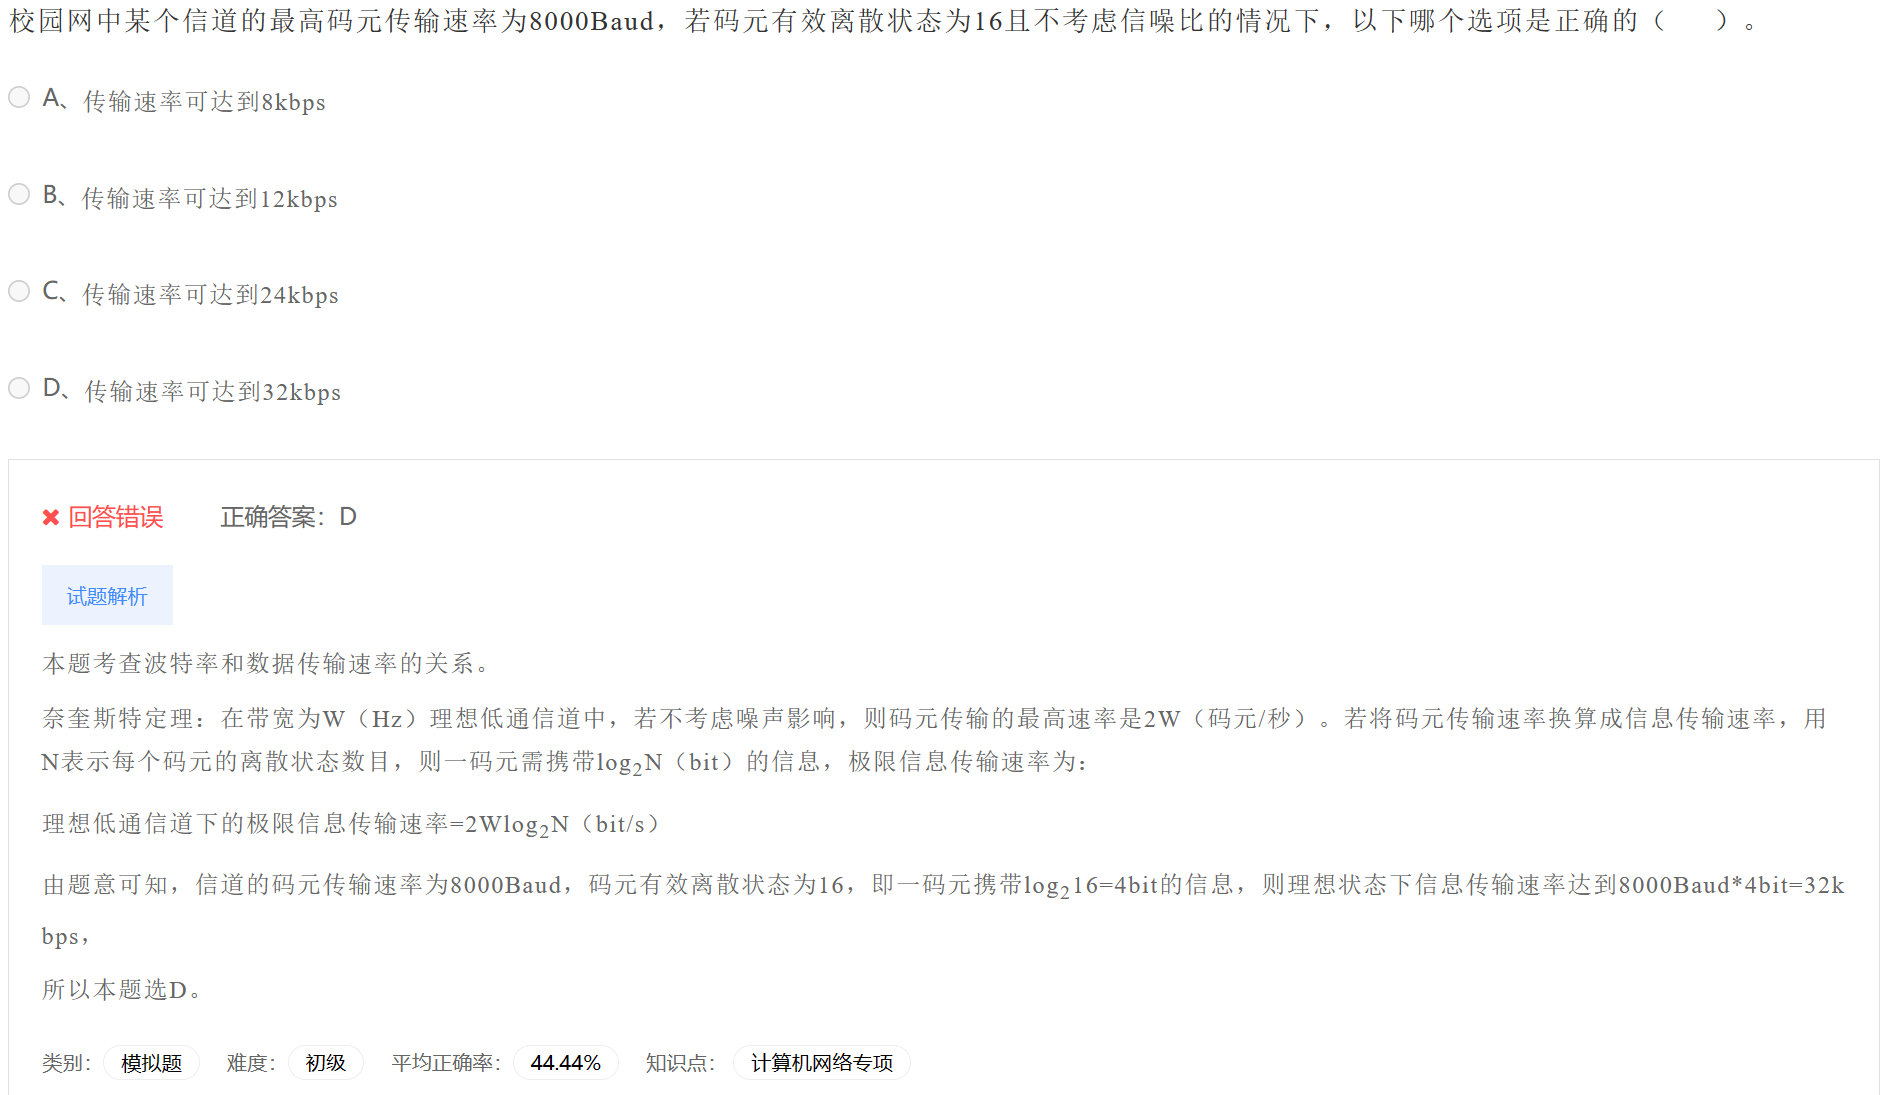 校园网中某个信道的最高码元传输速率为8000Baud，若码元有效离散状态为16且不考虑信噪比的情况下，以下哪个选项是正确的（　　）。
A、传输速率可达到8kbps
B、传输速率可达到12kbps
C、传输速率可达到24kbps
D、传输速率可达到32kbps
✖ 回答错误　　正确答案：D
试题解析
本题考查波特率和数据传输速率的关系。
奈奎斯特定理：在带宽为W（Hz）理想低通信道中，若不考虑噪声影响，则码元传输的最高速率是2W（码元/秒）。若将码元传输速率换算成信息传输速率，用
N表示每个码元的离散状态数目，则一码元需携带log₂N（bit）的信息，极限信息传输速率为：
理想低通信道下的极限信息传输速率=2Wlog₂N（bit/s）
由题意可知，信道的码元传输速率为8000Baud，码元有效离散状态为16，即一码元携带log₂16=4bit的信息，则理想状态下信息传输速率达到8000Baud*4bit=32k
bps，
所以本题选D。
类别： 模拟题 难度： 初级 平均正确率： 44.44% 知识点： 计算机网络专项